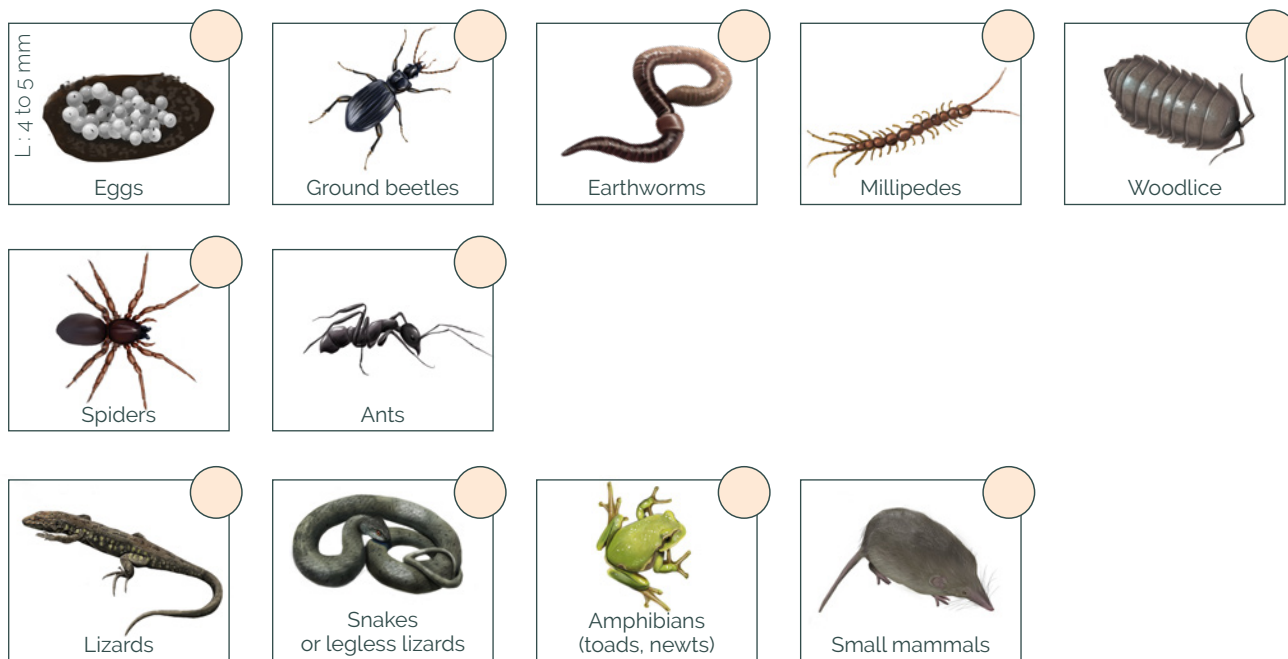 L : 4 to 5 mm
Eggs
Ground beetles
Earthworms
Millipedes
Woodlice
Spiders
Ants
Lizards
Snakes
or legless lizards
Amphibians
(toads, newts)
Small mammals